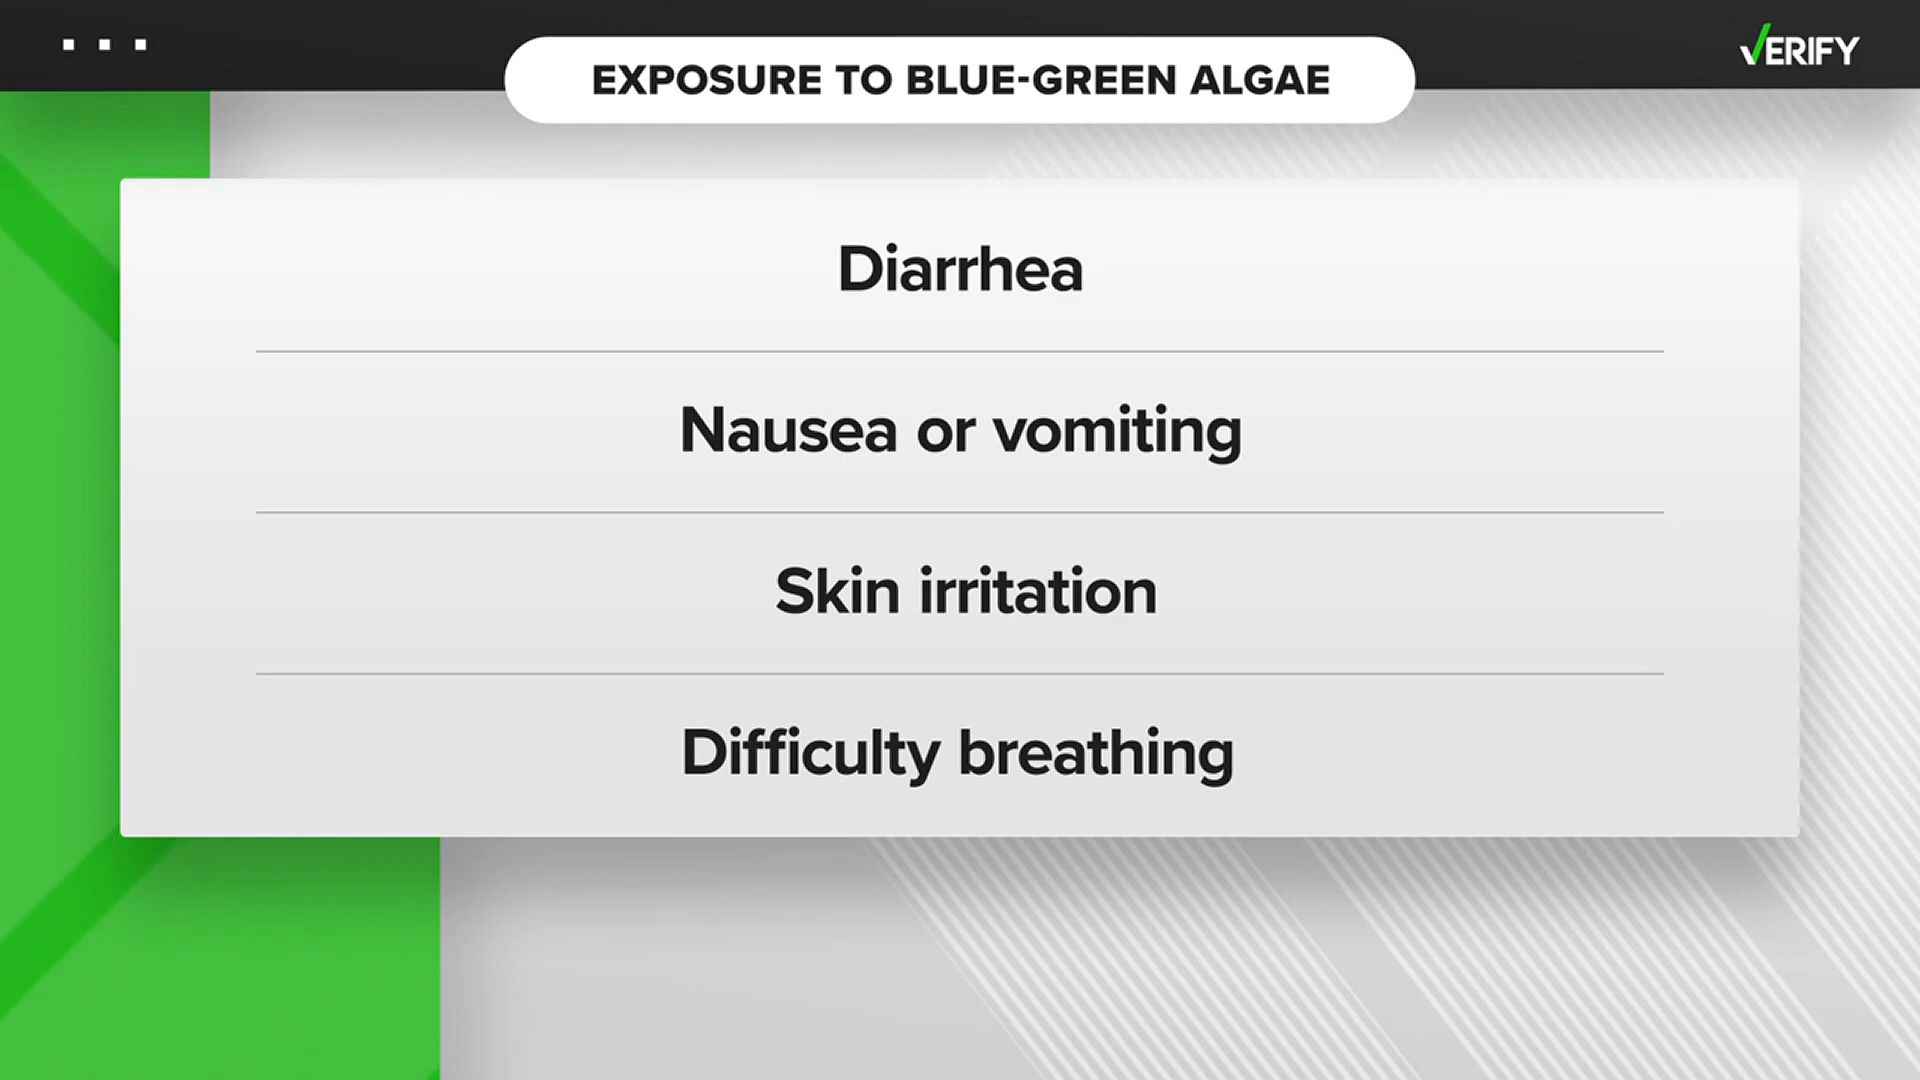 EXPOSURE TO BLUE-GREEN ALGAE
VERIFY
Diarrhea
Nausea or vomiting
Skin irritation
Difficulty breathing